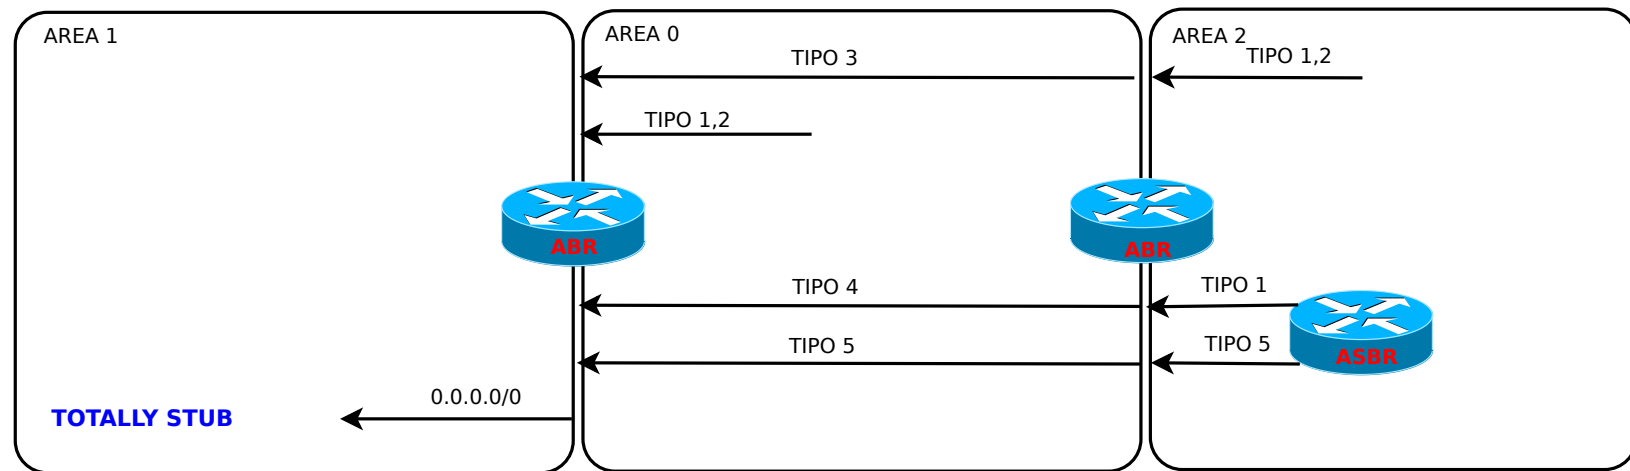 AREA 1
AREA 0
AREA 2
TIPO 3
TIPO 1,2
TIPO 1,2
ABR
ABR
TIPO 4
TIPO 1
TIPO 5
TIPO 5
ASBR
0.0.0.0/0
TOTALLY STUB